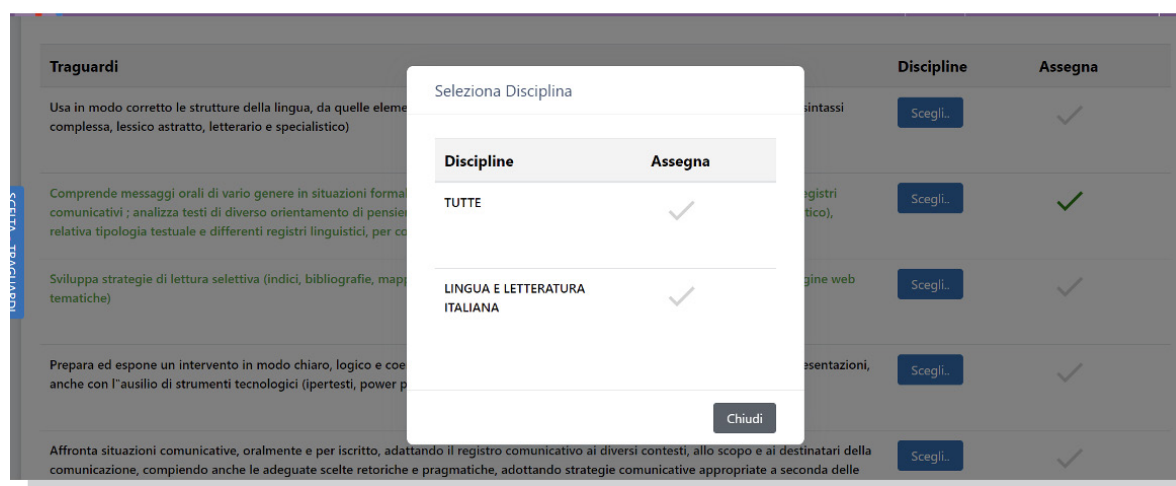 Traguardi
Discipline
Assegna
Usa in modo corretto le strutture della lingua, da quelle eleme
sintassi
complessa, lessico astratto, letterario e specialistico)
Scegli..
Comprende messaggi orali di vario genere in situazioni formal
egistri
comunicativi ; analizza testi di diverso orientamento di pensier
tico),
relativa tipologia testuale e differenti registri linguistici, per co
Scegli..
SCELTA TRAGUARDI
Sviluppa strategie di lettura selettiva (indici, bibliografie, mapp
gine web
tematiche)
Scegli..
Prepara ed espone un intervento in modo chiaro, logico e coe
esentazioni,
anche con l"ausilio di strumenti tecnologici (ipertesti, power p
Scegli..
Affronta situazioni comunicative, oralmente e per iscritto, adattando il registro comunicativo ai diversi contesti, allo scopo e ai destinatari della
comunicazione, compiendo anche le adeguate scelte retoriche e pragmatiche, adottando strategie comunicative appropriate a seconda delle
Scegli..
Seleziona Disciplina
Discipline
Assegna
TUTTE
LINGUA E LETTERATURA
ITALIANA
Chiudi